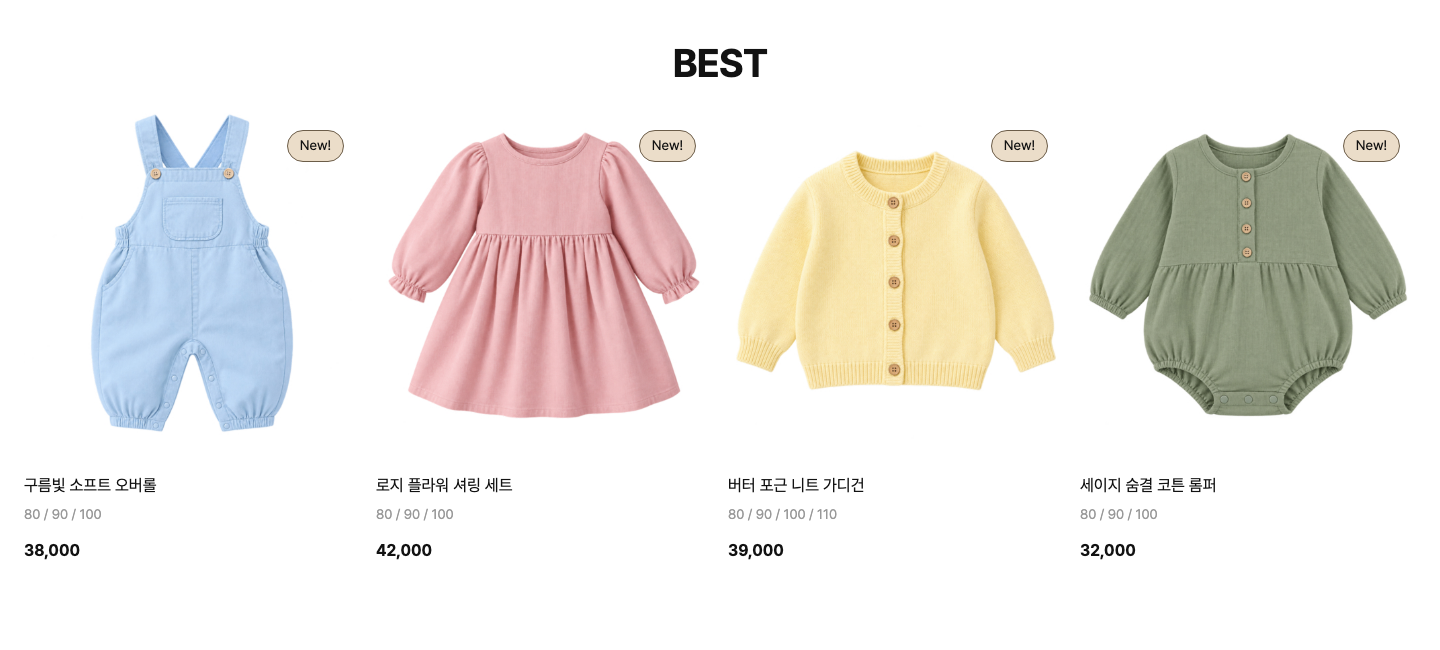 BEST
New!
New!
New!
New!
구름빛 소프트 오버롤
80 / 90 / 100
38,000
로지 플라워 셔링 세트
80 / 90 / 100
42,000
버터 포근 니트 가디건
80 / 90 / 100 / 110
39,000
세이지 숨결 코튼 롬퍼
80 / 90 / 100
32,000